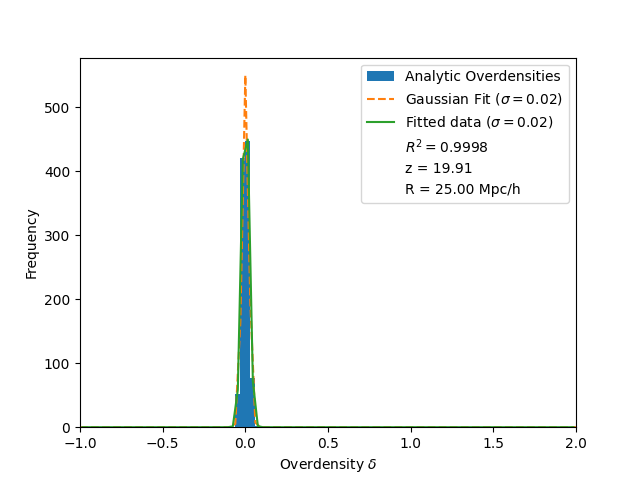 Analytic Overdensities
Gaussian Fit (σ = 0.02)
Fitted data (σ = 0.02)
R² = 0.9998
z = 19.91
R = 25.00 Mpc/h
Frequency
500
400
300
200
100
0
−1.0 −0.5 0.0 0.5 1.0 1.5 2.0
Overdensity δ